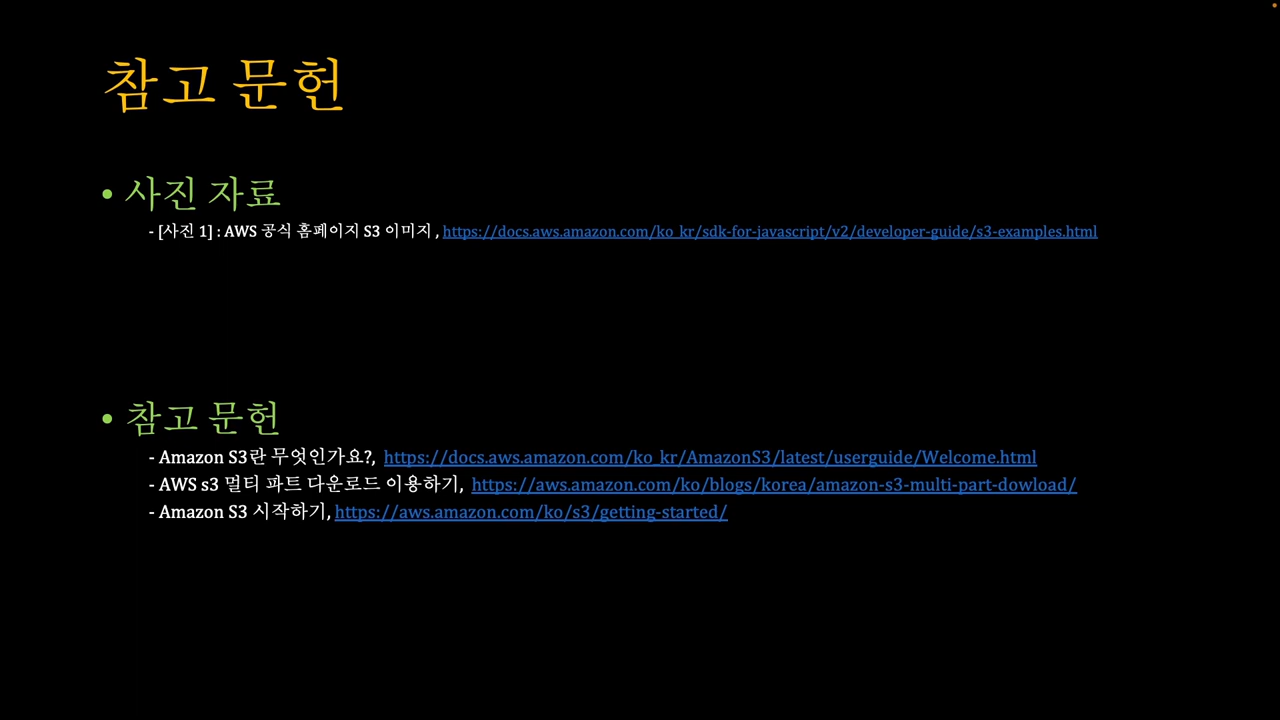 참고 문헌
• 사진 자료
- [사진 1] : AWS 공식 홈페이지 S3 이미지 , https://docs.aws.amazon.com/ko_kr/sdk-for-javascript/v2/developer-guide/s3-examples.html
• 참고 문헌
- Amazon S3란 무엇인가요?, https://docs.aws.amazon.com/ko_kr/AmazonS3/latest/userguide/Welcome.html
- AWS s3 멀티 파트 다운로드 이용하기, https://aws.amazon.com/ko/blogs/korea/amazon-s3-multi-part-dowload/
- Amazon S3 시작하기, https://aws.amazon.com/ko/s3/getting-started/